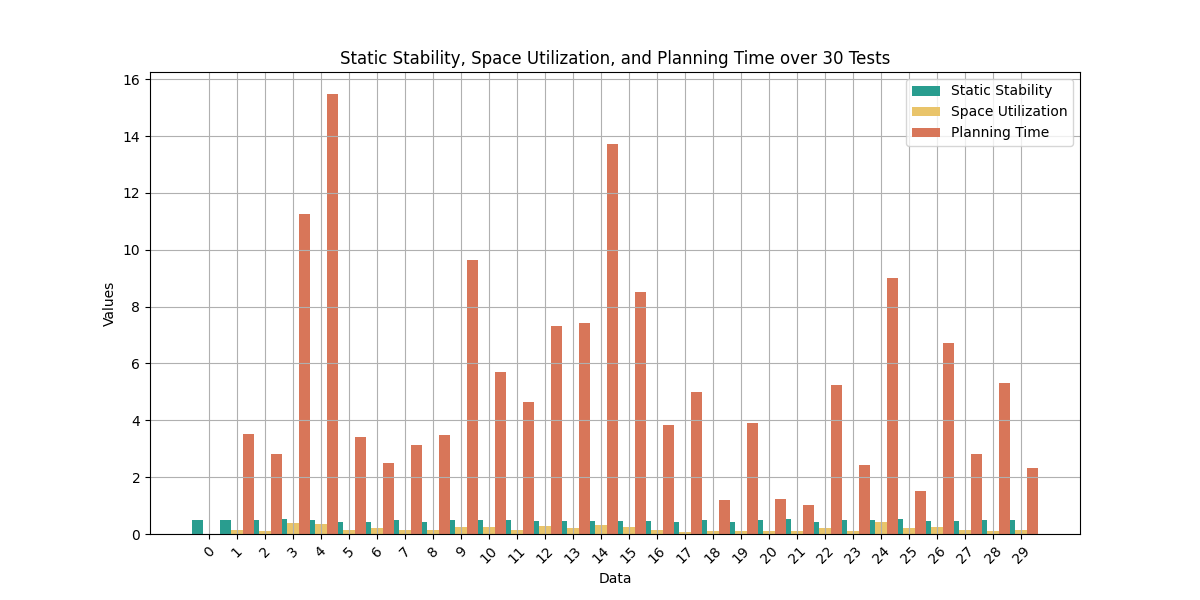 Static Stability, Space Utilization, and Planning Time over 30 Tests
Static Stability
Space Utilization
Planning Time
Values
16
14
12
10
8
6
4
2
0
0 1 2 3 4 5 6 7 8 9 10 11 12 13 14 15 16 17 18 19 20 21 22 23 24 25 26 27 28 29
Data